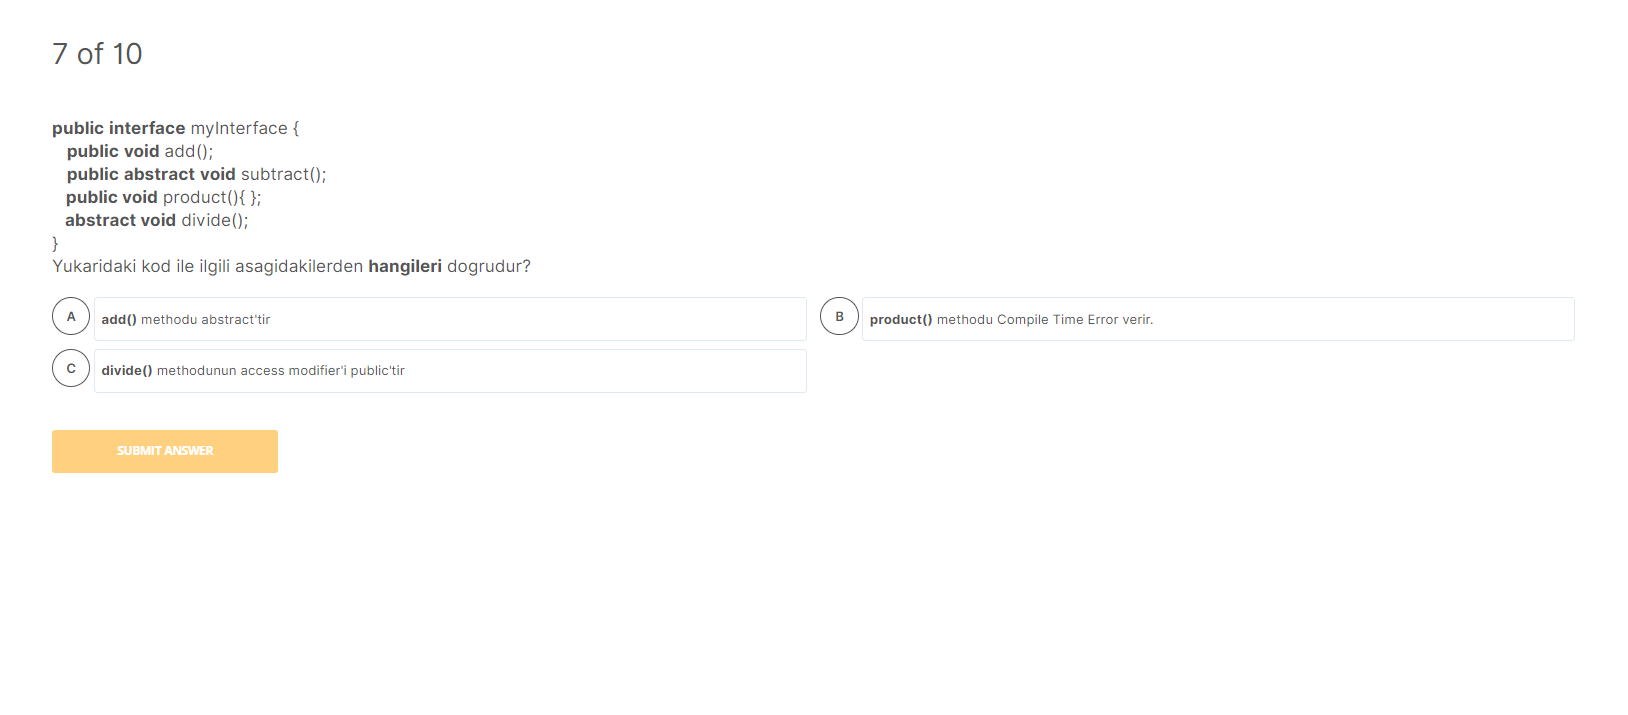 7 of 10
public interface myInterface {
public void add();
public abstract void subtract();
public void product(){ };
abstract void divide();
}
Yukaridaki kod ile ilgili asagidakilerden hangileri dogrudur?
A add() methodu abstract'tir
B product() methodu Compile Time Error verir.
C divide() methodunun access modifier'i public'tir
SUBMIT ANSWER